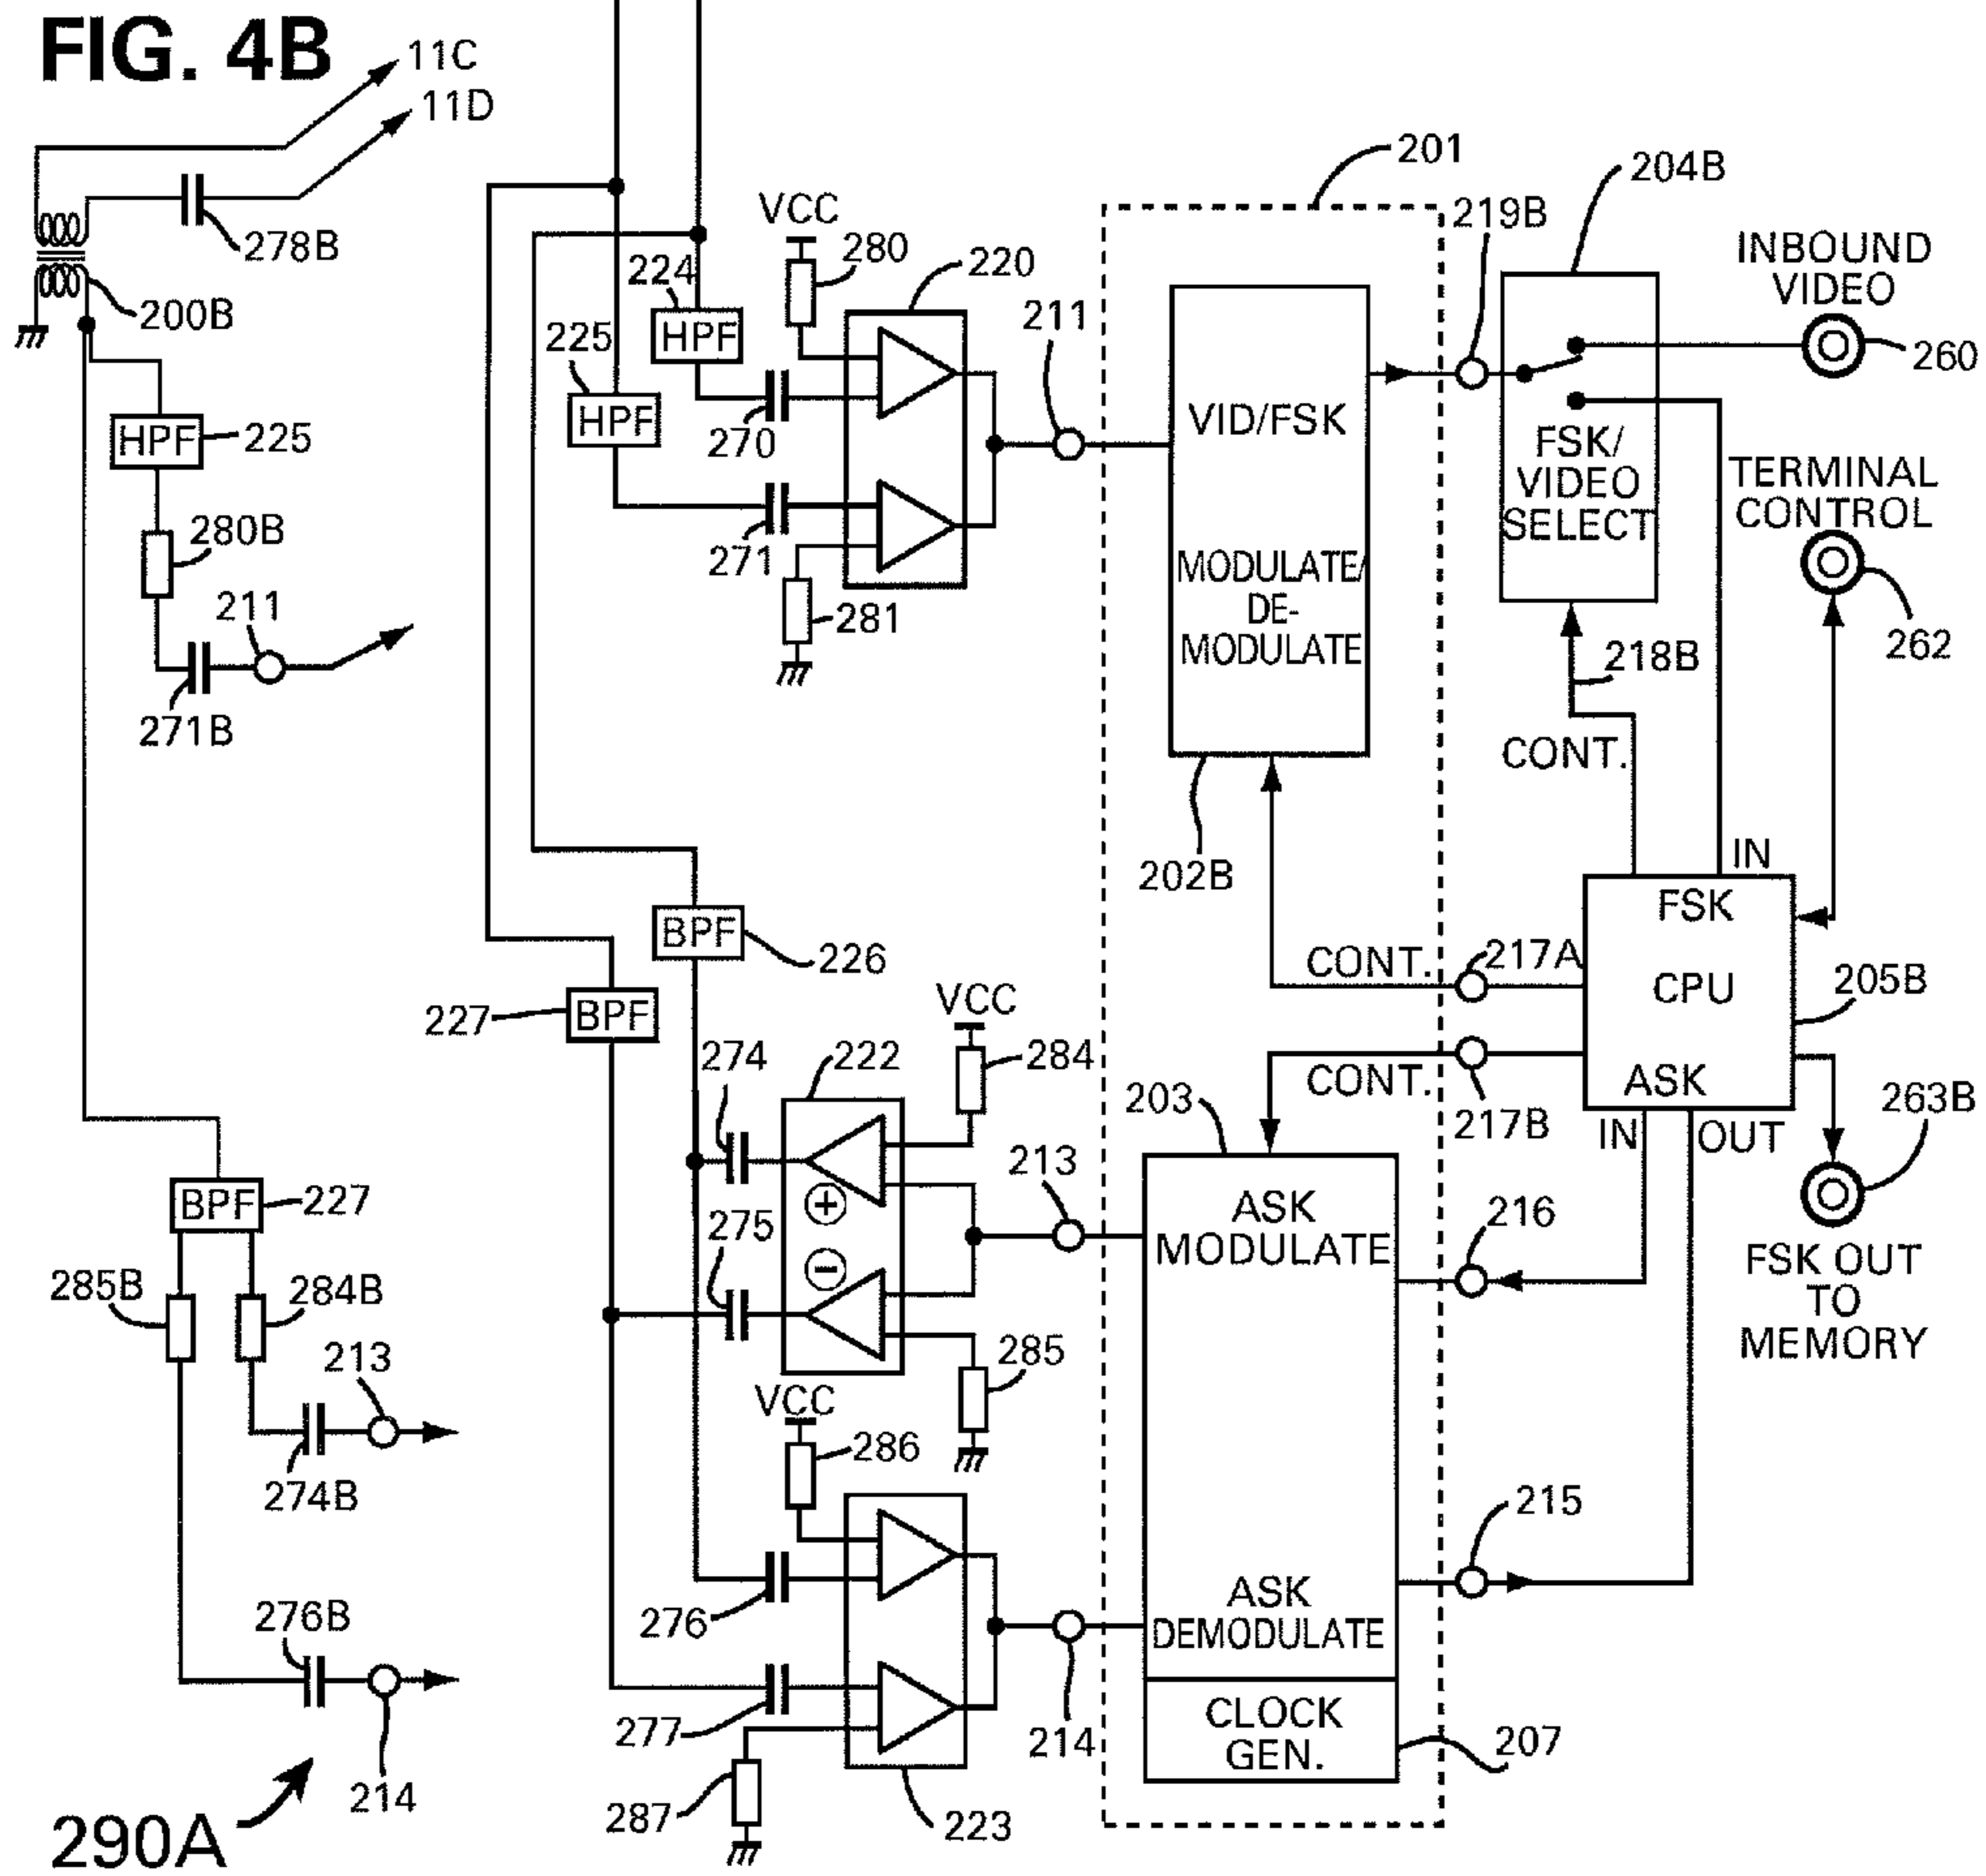 FIG. 4B
11C
11D
278B
200B
HPF
225
280B
211
271B
BPF
227
285B
284B
213
274B
276B
214
290A
VCC
280
220
224
HPF
225
HPF
270
271
281
211
201
VID/FSK
MODULATE/
DE-
MODULATE
202B
219B
204B
FSK/
VIDEO
SELECT
INBOUND
VIDEO
260
TERMINAL
CONTROL
262
218B
CONT.
IN
FSK
CPU
ASK
205B
CONT.
217A
CONT.
217B
IN
OUT
263B
FSK OUT
TO
MEMORY
BPF
226
227
BPF
VCC
284
274
222
+
275
−
285
213
203
ASK
MODULATE
216
215
ASK
DEMODULATE
CLOCK
GEN.
207
VCC
286
276
277
287
223
214